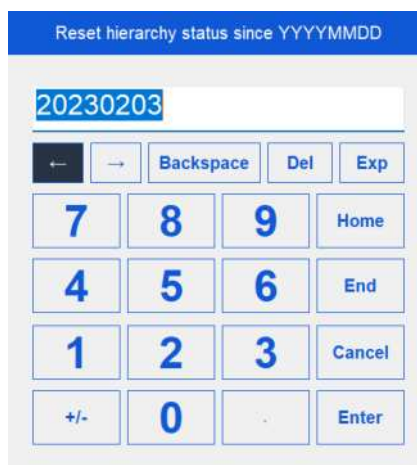 Reset hierarchy status since YYYYMMDD
20230203
← → Backspace Del Exp
7 8 9 Home
4 5 6 End
1 2 3 Cancel
+/- 0 . Enter